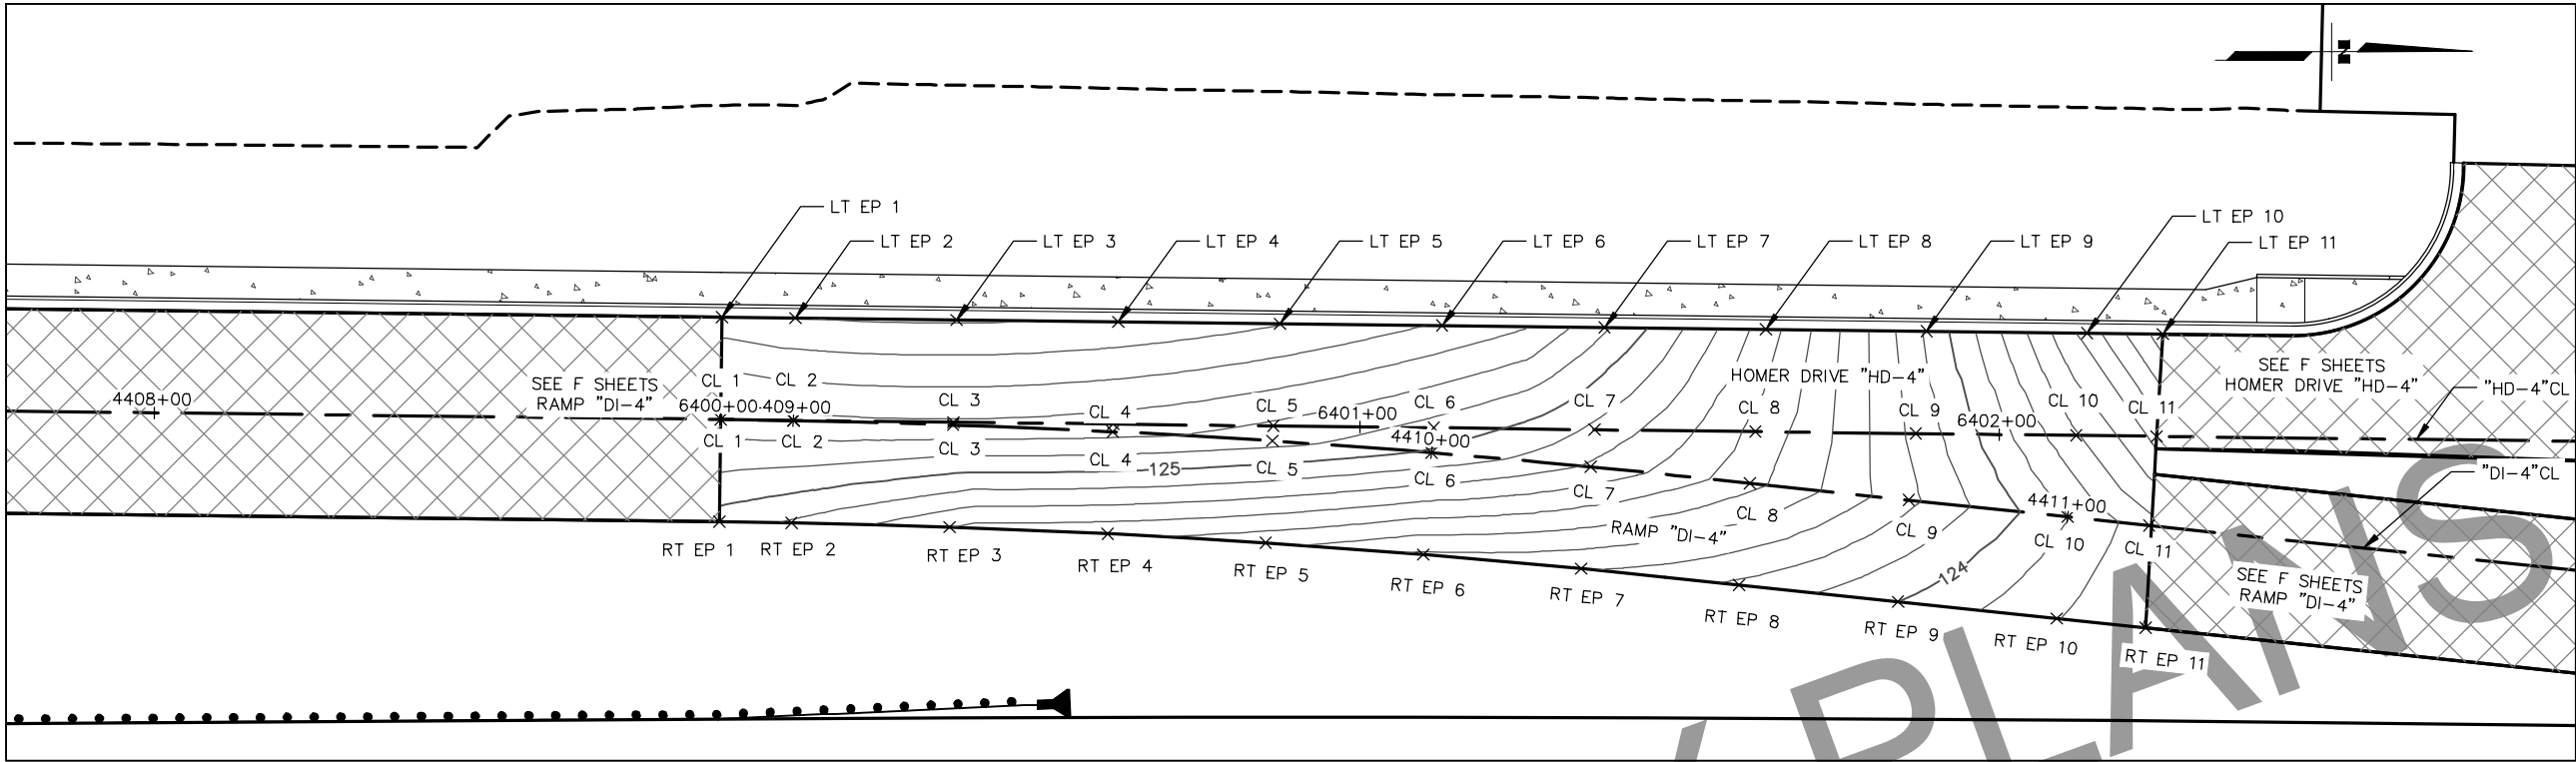 N
LT EP 1
LT EP 2
LT EP 3
LT EP 4
LT EP 5
LT EP 6
LT EP 7
LT EP 8
LT EP 9
LT EP 10
LT EP 11
SEE F SHEETS
RAMP "DI-4"
4408+00
CL 1
CL 2
CL 3
CL 4
CL 5
CL 6
CL 7
CL 8
CL 9
CL 10
CL 11
6400+00
409+00
6401+00
4410+00
6402+00
4411+00
HOMER DRIVE "HD-4"
SEE F SHEETS
HOMER DRIVE "HD-4"
"HD-4"CL
"DI-4"CL
CL 1
CL 2
CL 3
CL 4
CL 5
CL 6
CL 7
CL 8
CL 9
CL 10
CL 11
125
124
RAMP "DI-4"
SEE F SHEETS
RAMP "DI-4"
RT EP 1
RT EP 2
RT EP 3
RT EP 4
RT EP 5
RT EP 6
RT EP 7
RT EP 8
RT EP 9
RT EP 10
RT EP 11
PLANS